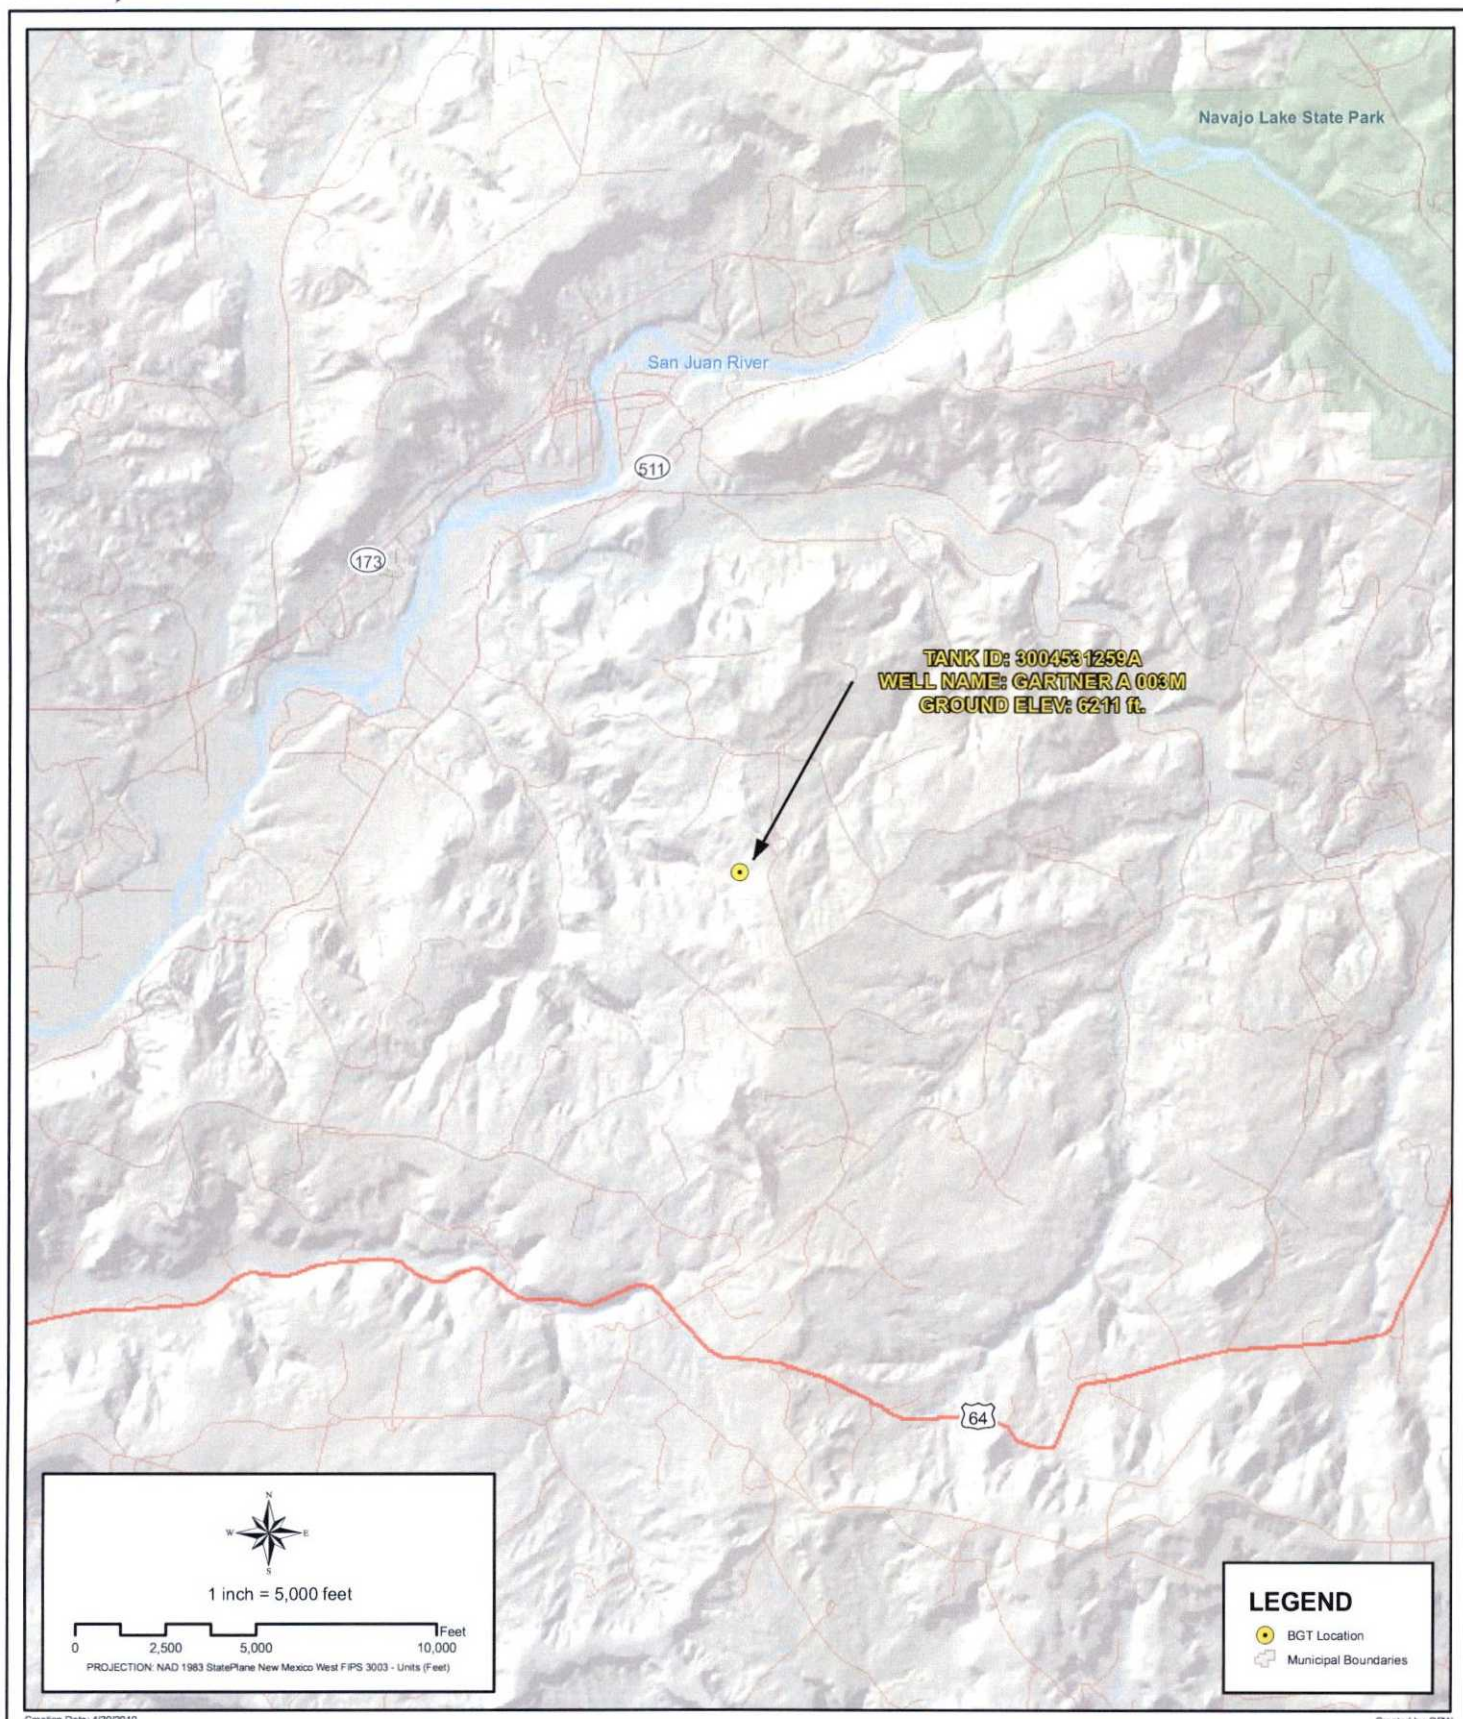 Navajo Lake State Park
San Juan River
511
173
TANK ID: 3004531259A
WELL NAME: GARTNER A 003M
GROUND ELEV: 6211 ft.
64
N
W E
S
1 inch = 5,000 feet
Feet
0 2,500 5,000 10,000
PROJECTION: NAD 1983 StatePlane New Mexico West FIPS 3003 - Units (Feet)
LEGEND
BGT Location
Municipal Boundaries